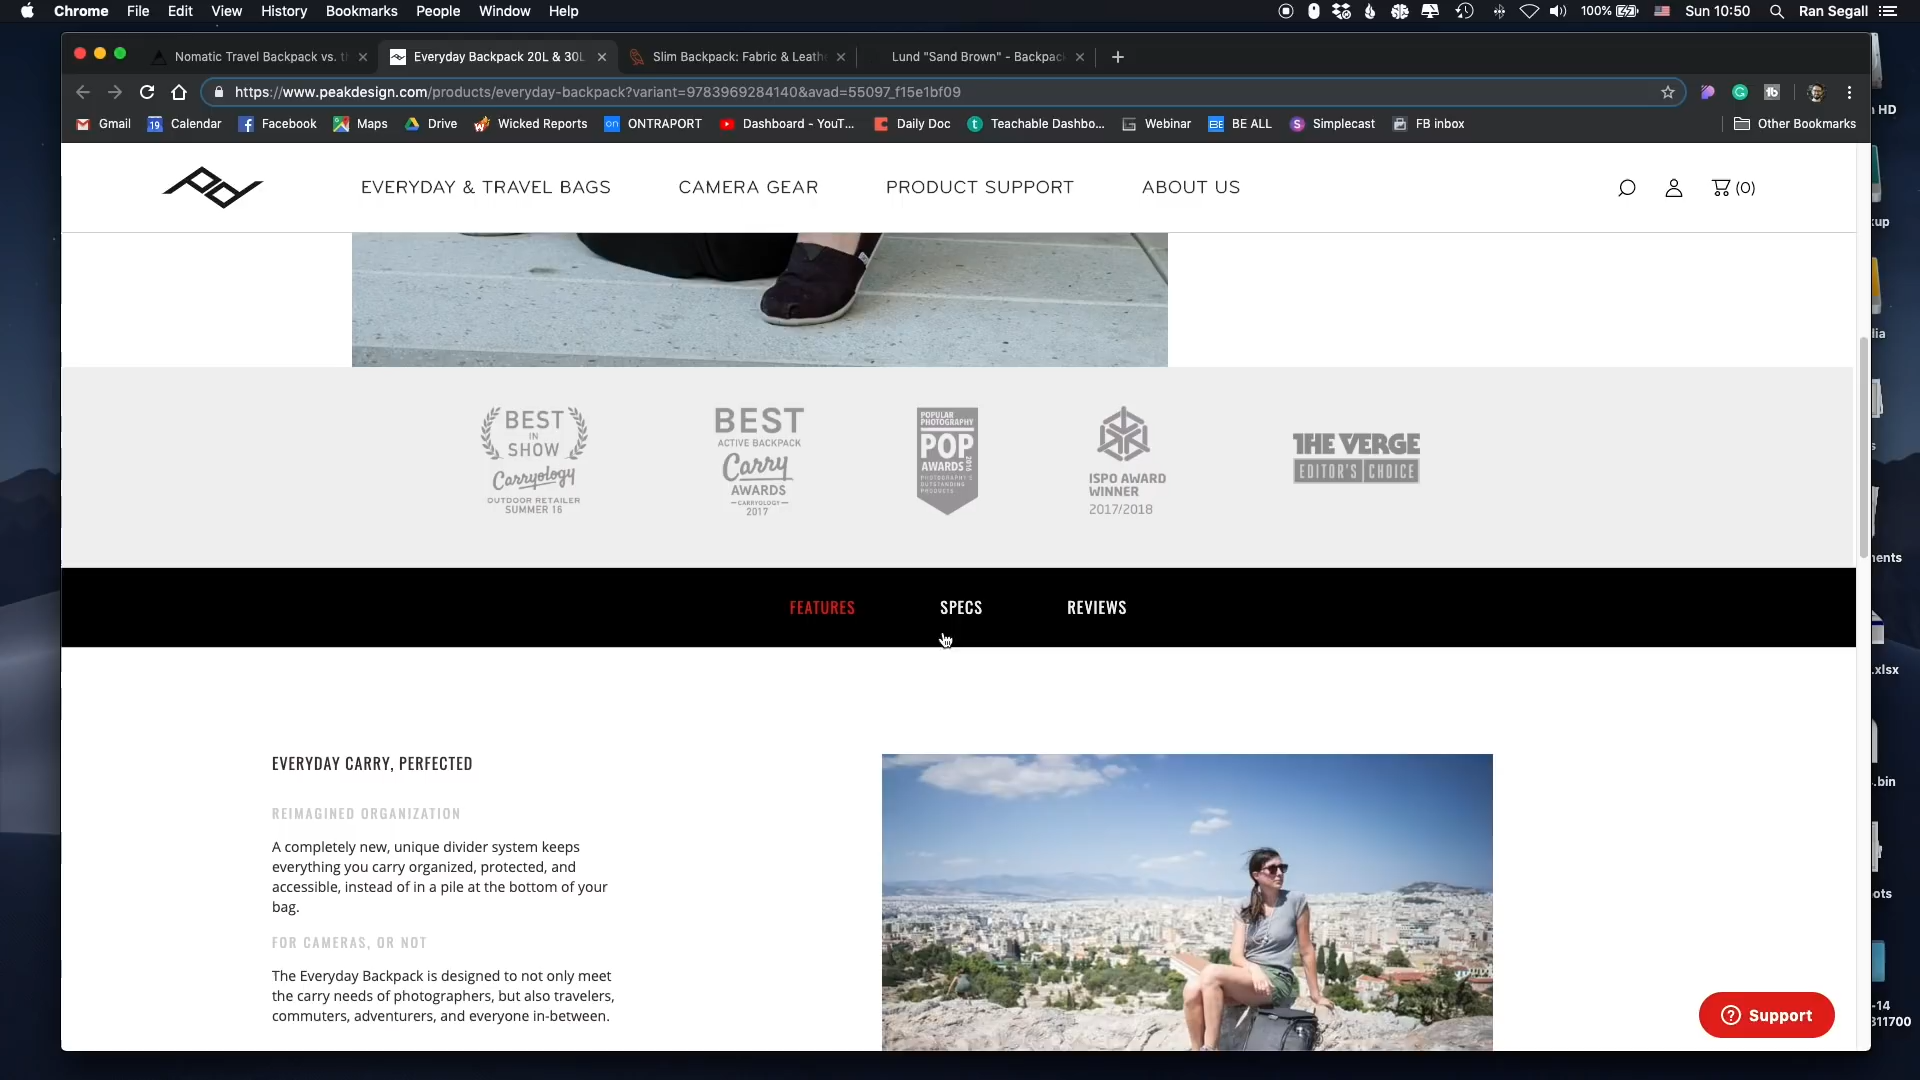 Chrome File Edit View History Bookmarks People Window Help
100% Sun 10:50 Ran Segall
Nomatic Travel Backpack vs. t
Everyday Backpack 20L & 30L
Slim Backpack: Fabric & Leath
Lund "Sand Brown" - Backpac
https://www.peakdesign.com/products/everyday-backpack?variant=9783969284140&avad=55097_f15e1bf09
Gmail Calendar Facebook Maps Drive Wicked Reports ONTRAPORT Dashboard - YouT... Daily Doc Teachable Dashbo... Webinar BE ALL Simplecast FB inbox Other Bookmarks
EVERYDAY & TRAVEL BAGS CAMERA GEAR PRODUCT SUPPORT ABOUT US (0)
BEST
IN
SHOW
Carryology
OUTDOOR RETAILER
SUMMER 16
BEST
ACTIVE BACKPACK
Carry
AWARDS
CARRYOLOGY
2017
POPULAR
PHOTOGRAPHY
POP
AWARDS 2016
PHOTOGRAPHY'S
OUTSTANDING
PRODUCTS
ISPO AWARD
WINNER
2017/2018
THE VERGE
EDITOR'S CHOICE
FEATURES SPECS REVIEWS
EVERYDAY CARRY, PERFECTED
REIMAGINED ORGANIZATION
A completely new, unique divider system keeps
everything you carry organized, protected, and
accessible, instead of in a pile at the bottom of your
bag.
FOR CAMERAS, OR NOT
The Everyday Backpack is designed to not only meet
the carry needs of photographers, but also travelers,
commuters, adventurers, and everyone in-between.
Support
HD
.xlsx
.bin
-14
311700